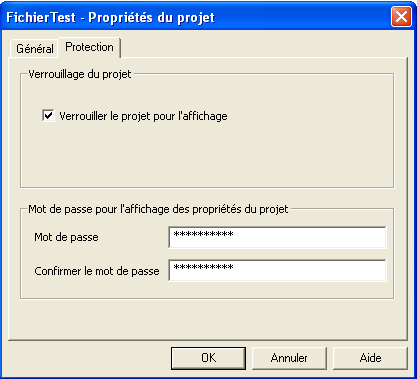 FichierTest - Propriétés du projet
Général Protection
Verrouillage du projet
Verrouiller le projet pour l'affichage
Mot de passe pour l'affichage des propriétés du projet
Mot de passe **********
Confirmer le mot de passe **********
OK Annuler Aide